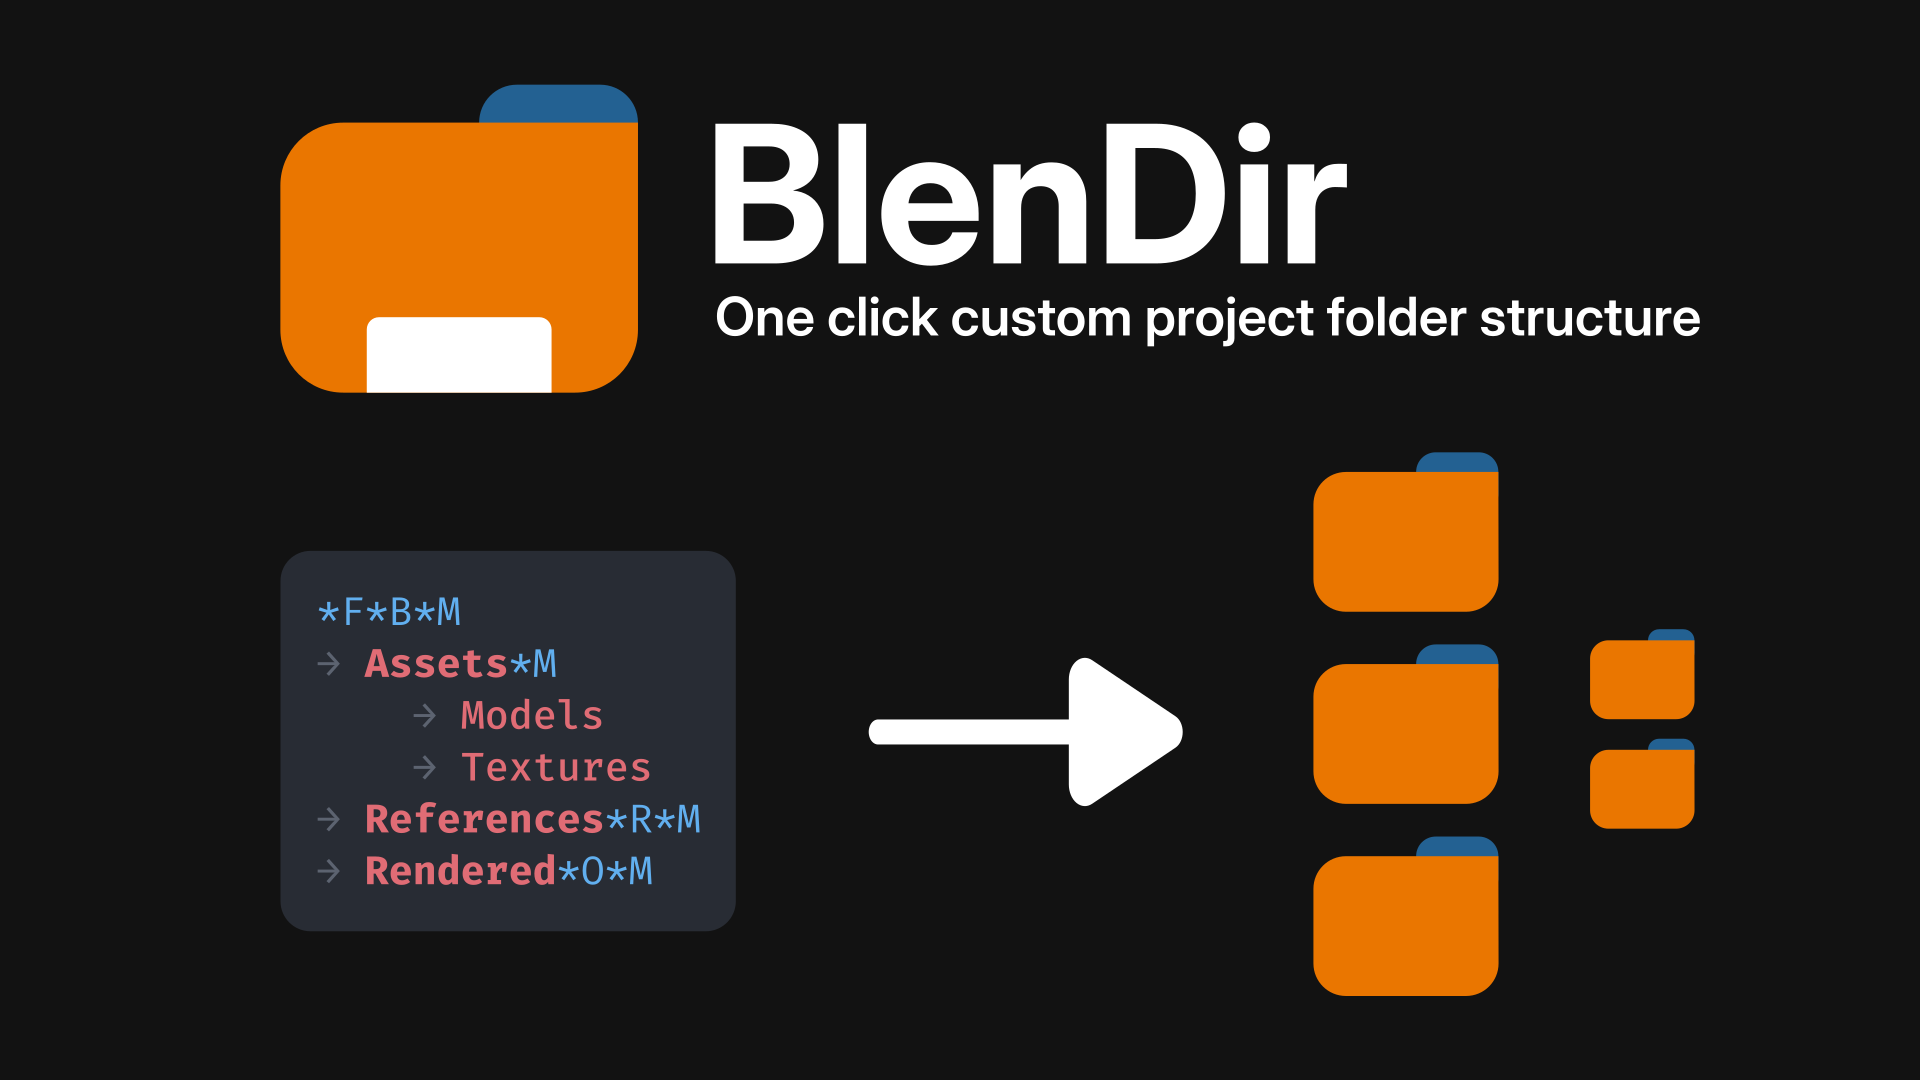 BlenDir
One click custom project folder structure
*F*B*M
→ Assets*M
→ Models
→ Textures
→ References*R*M
→ Rendered*O*M